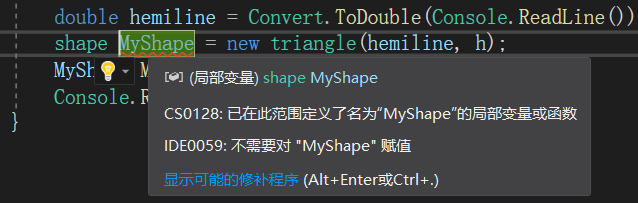 double hemiline = Convert.ToDouble(Console.ReadLine())
shape MyShape = new triangle(hemiline, h);
MySh
Console.R
}
(局部变量) shape MyShape
CS0128: 已在此范围定义了名为“MyShape”的局部变量或函数
IDE0059: 不需要对 "MyShape" 赋值
显示可能的修补程序 (Alt+Enter或Ctrl+.)